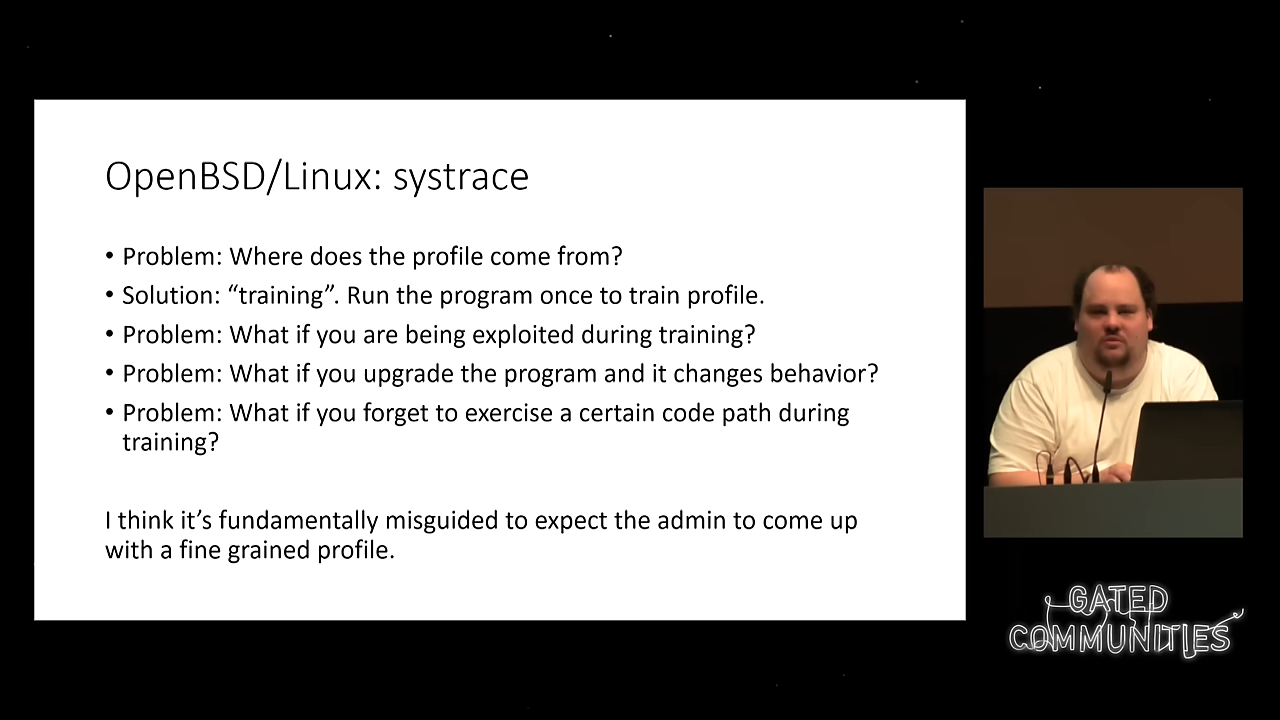 OpenBSD/Linux: systrace
• Problem: Where does the profile come from?
• Solution: “training”. Run the program once to train profile.
• Problem: What if you are being exploited during training?
• Problem: What if you upgrade the program and it changes behavior?
• Problem: What if you forget to exercise a certain code path during
training?
I think it’s fundamentally misguided to expect the admin to come up
with a fine grained profile.
GATED
COMMUNITIES